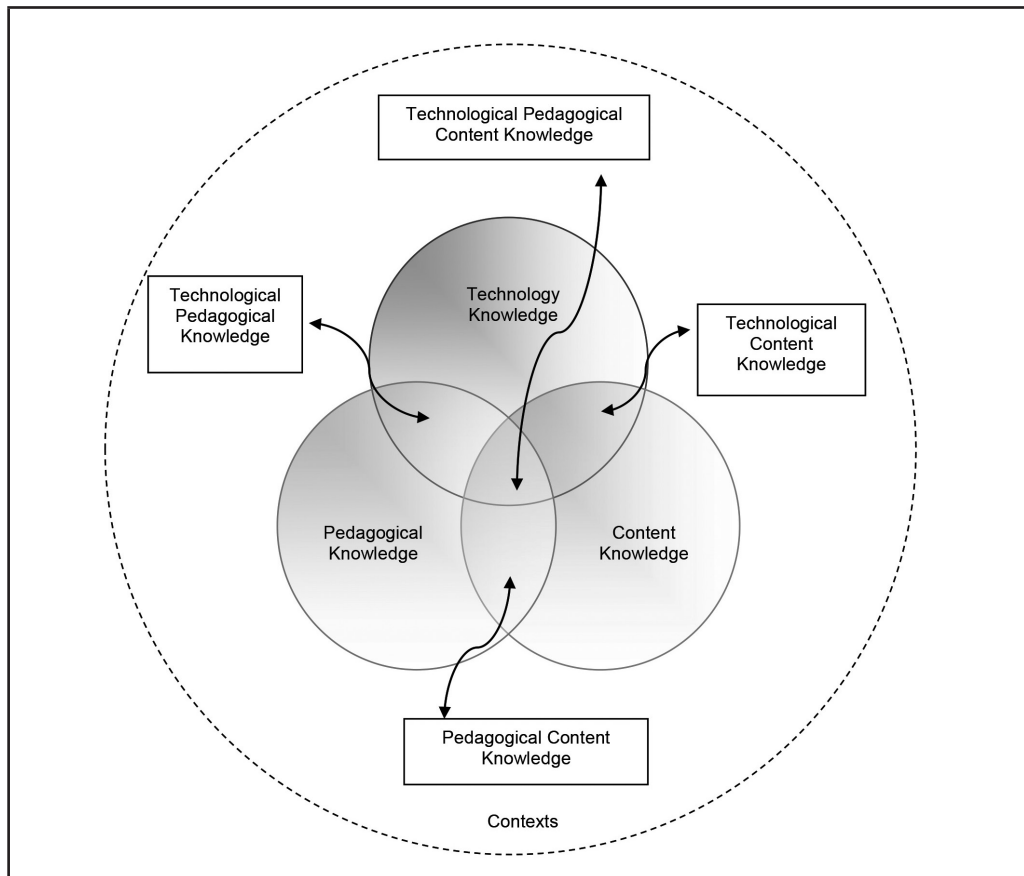 Technological Pedagogical
Content Knowledge
Technology
Knowledge
Technological
Pedagogical
Knowledge
Technological
Content
Knowledge
Pedagogical
Knowledge
Content
Knowledge
Pedagogical Content
Knowledge
Contexts